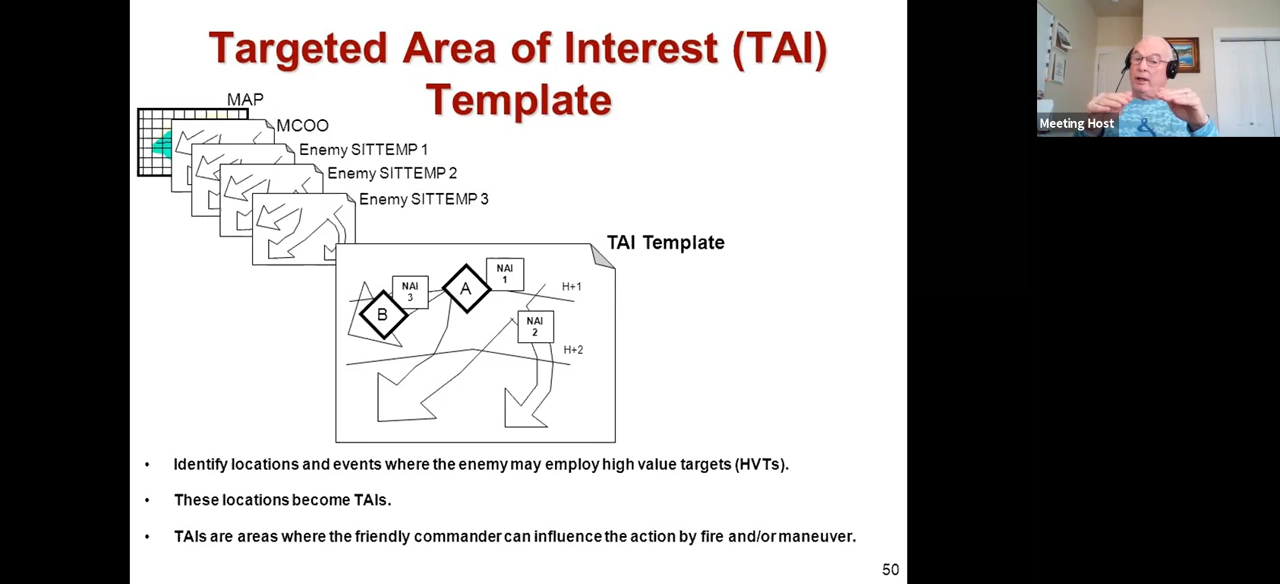 Targeted Area of Interest (TAI)
Template
MAP
MCOO
Enemy SITTEMP 1
Enemy SITTEMP 2
Enemy SITTEMP 3
TAI Template
NAI
1
NAI
3
A
B
H+1
NAI
2
H+2
• Identify locations and events where the enemy may employ high value targets (HVTs).
• These locations become TAIs.
• TAIs are areas where the friendly commander can influence the action by fire and/or maneuver.
50
Meeting Host
&